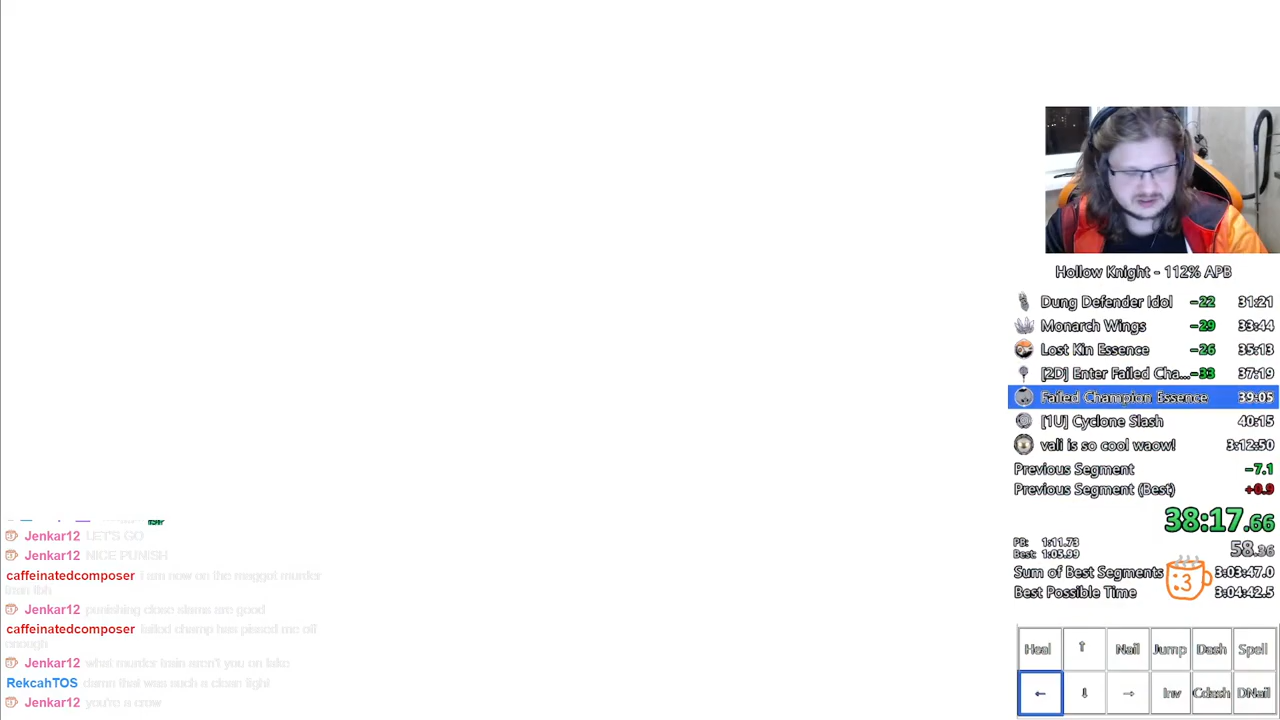 Hollow Knight - 112% APB
Dung Defender Idol -22 31:21
Monarch Wings -29 33:44
Lost Kin Essence -26 35:13
[2D] Enter Failed Cha... -33 37:19
Failed Champion Essence 39:05
[1U] Cyclone Slash 40:15
vali is so cool waow! 3:12:50
Previous Segment -7.1
Previous Segment (Best) +0.9
38:17.66
PB: 1:11.73
Best: 1:05.99
58.36
Sum of Best Segments 3:03:47.0
Best Possible Time 3:04:42.5
:3
Heal ↑ Nail Jump Dash Spell
← ↓ → Inv Cdash DNail
Jenkar12 LET'S GO
Jenkar12 NICE PUNISH
caffeinatedcomposer i am now on the maggot murder
train tbh
Jenkar12 punishing close slams are good
caffeinatedcomposer failed champ has pissed me off
enough
Jenkar12 what murder train aren't you on lake
RekcahTOS damn that was such a clean fight
Jenkar12 you're a crow